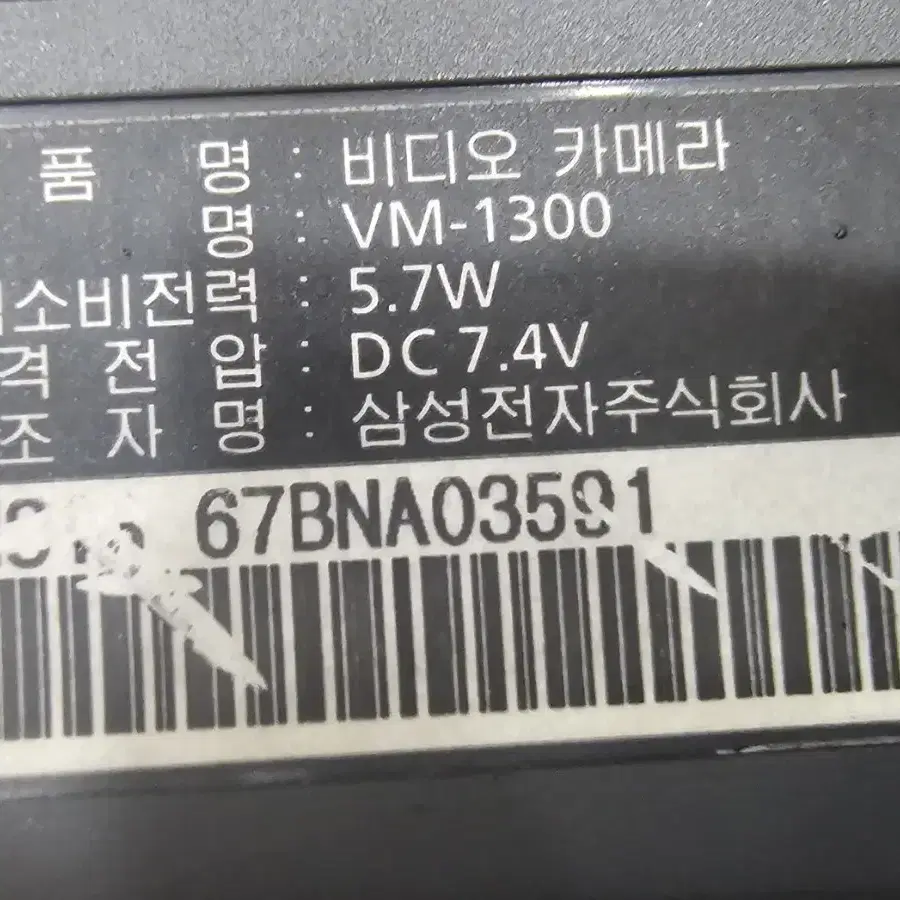 품 명 : 비디오 카메라
명 : VM-1300
소비전력 : 5.7W
격 전 압 : DC 7.4V
조 자 명 : 삼성전자주식회사
67BNA03591